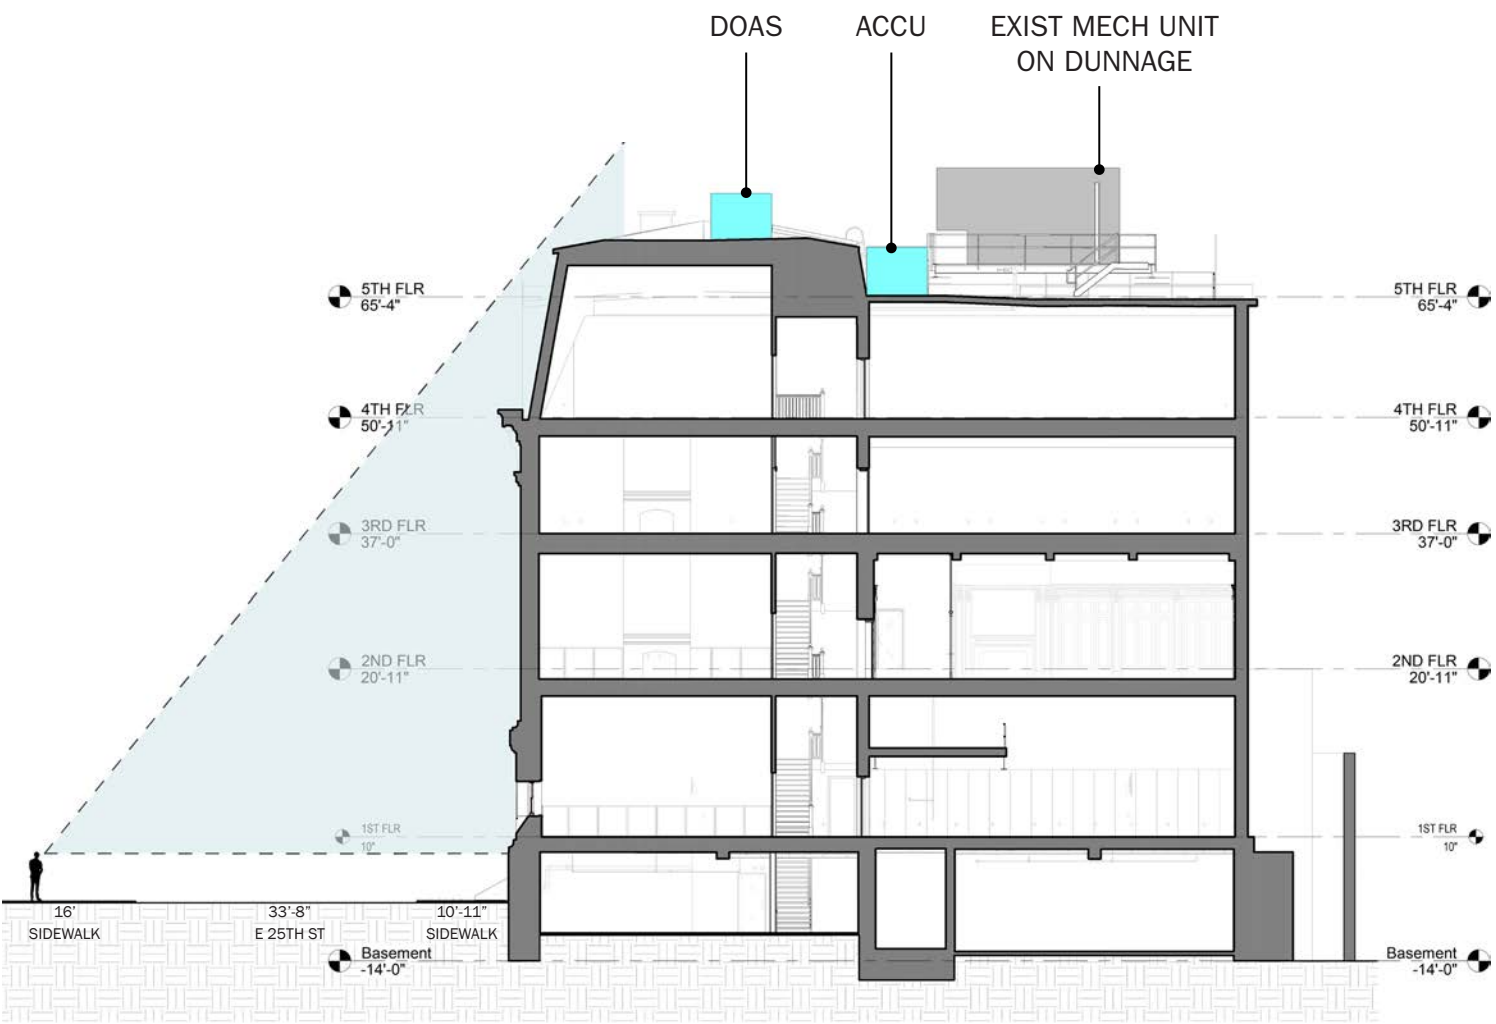 DOAS
ACCU
EXIST MECH UNIT
ON DUNNAGE
5TH FLR
65'-4"
5TH FLR
65'-4"
4TH FLR
50'-11"
4TH FLR
50'-11"
3RD FLR
37'-0"
3RD FLR
37'-0"
2ND FLR
20'-11"
2ND FLR
20'-11"
1ST FLR
10"
1ST FLR
10"
16'
SIDEWALK
33'-8"
E 25TH ST
10'-11"
SIDEWALK
Basement
-14'-0"
Basement
-14'-0"